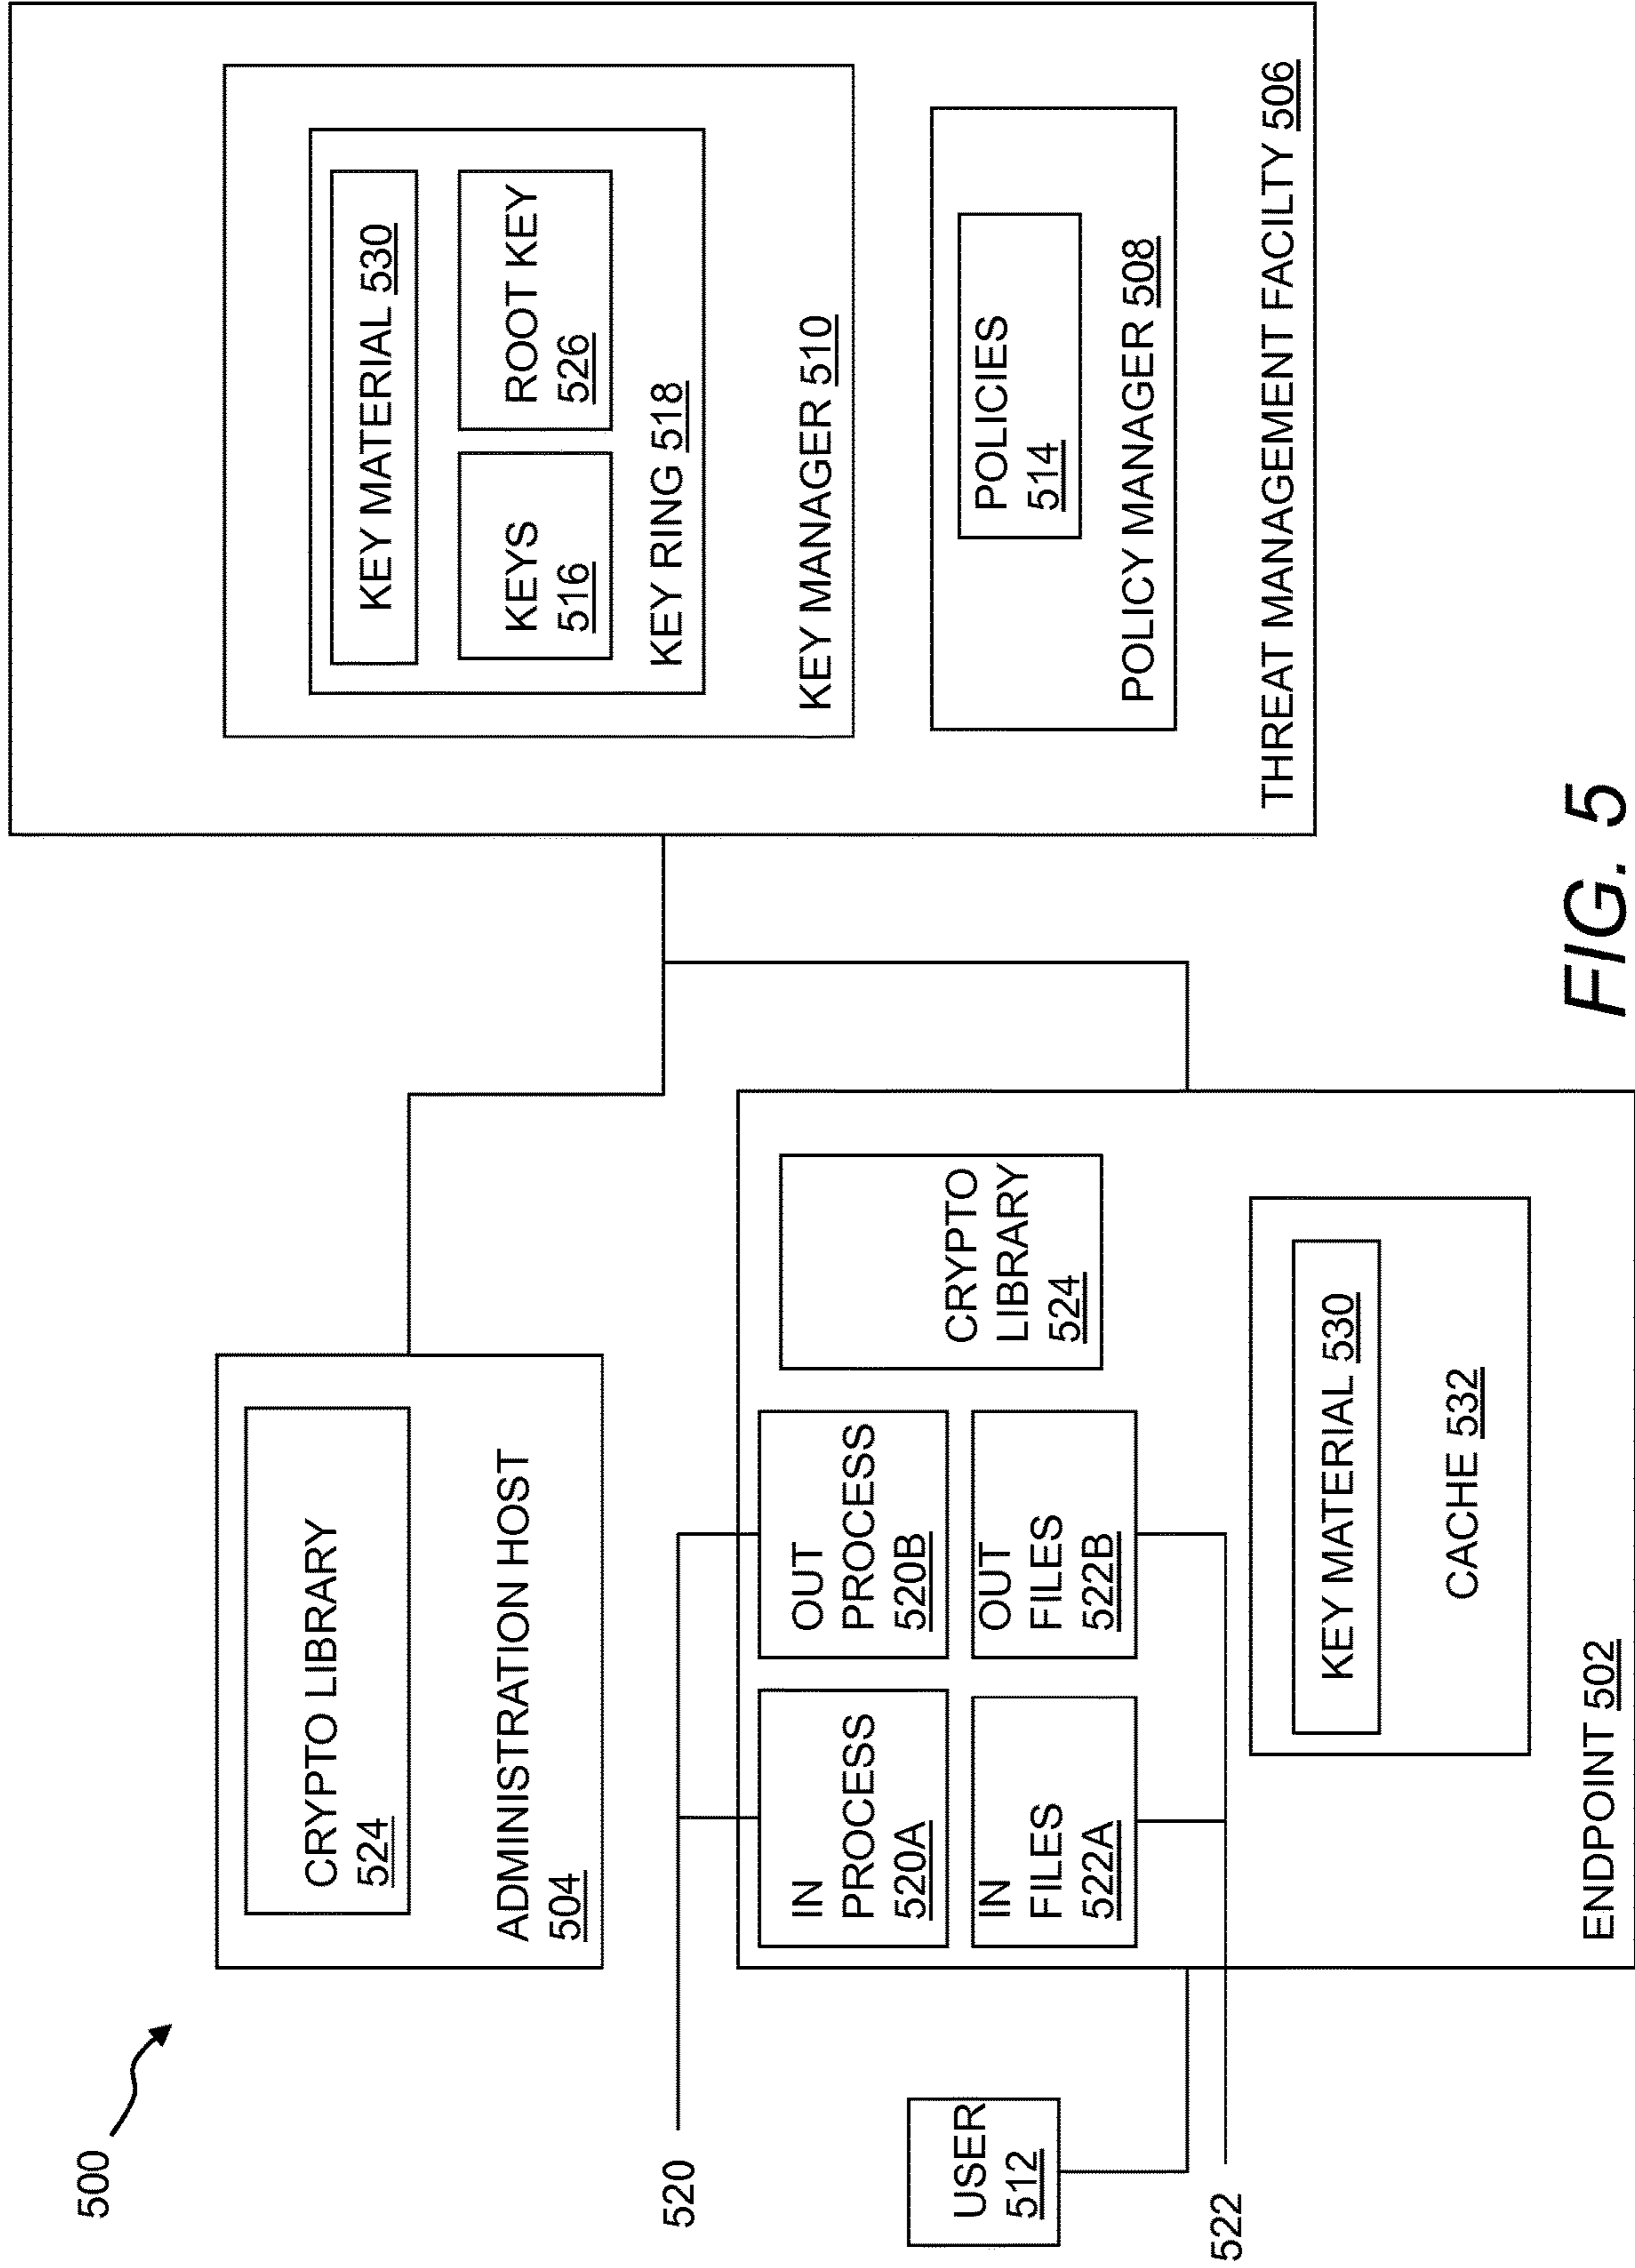 500
CRYPTO LIBRARY
524
ADMINISTRATION HOST
504
520
USER
512
522
IN
PROCESS
520A
OUT
PROCESS
520B
IN
FILES
522A
OUT
FILES
522B
CRYPTO
LIBRARY
524
KEY MATERIAL 530
CACHE 532
ENDPOINT 502
KEY MATERIAL 530
KEYS
516
ROOT KEY
526
KEY RING 518
KEY MANAGER 510
POLICIES
514
POLICY MANAGER 508
THREAT MANAGEMENT FACILTY 506
FIG. 5